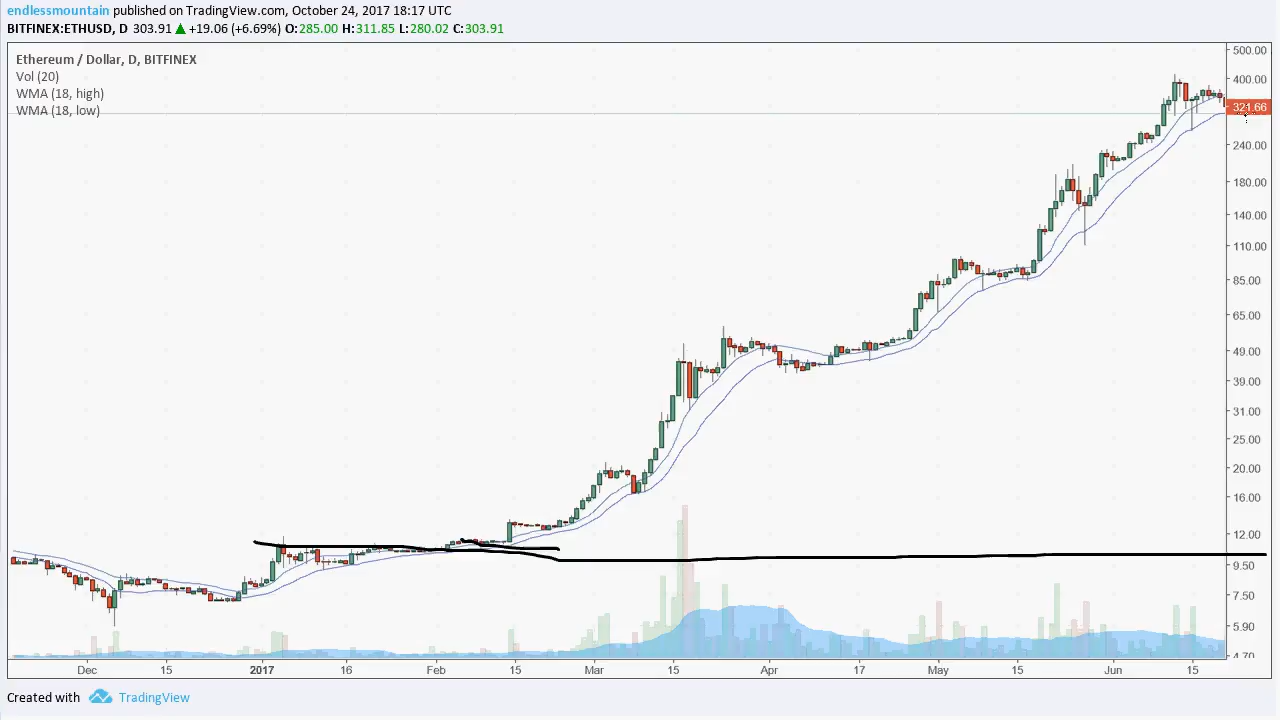 endlessmountain published on TradingView.com, October 24, 2017 18:17 UTC
BITFINEX:ETHUSD, D 303.91 ▲ +19.06 (+6.69%) O:285.00 H:311.85 L:280.02 C:303.91
Ethereum / Dollar, D, BITFINEX
Vol (20)
WMA (18, high)
WMA (18, low)
500.00
400.00
321.66
240.00
180.00
140.00
110.00
85.00
65.00
49.00
39.00
31.00
25.00
20.00
16.00
12.00
9.50
7.50
5.90
4.70
Dec 15 2017 16 Feb 15 Mar 15 Apr 17 May 15 Jun 15
Created with TradingView